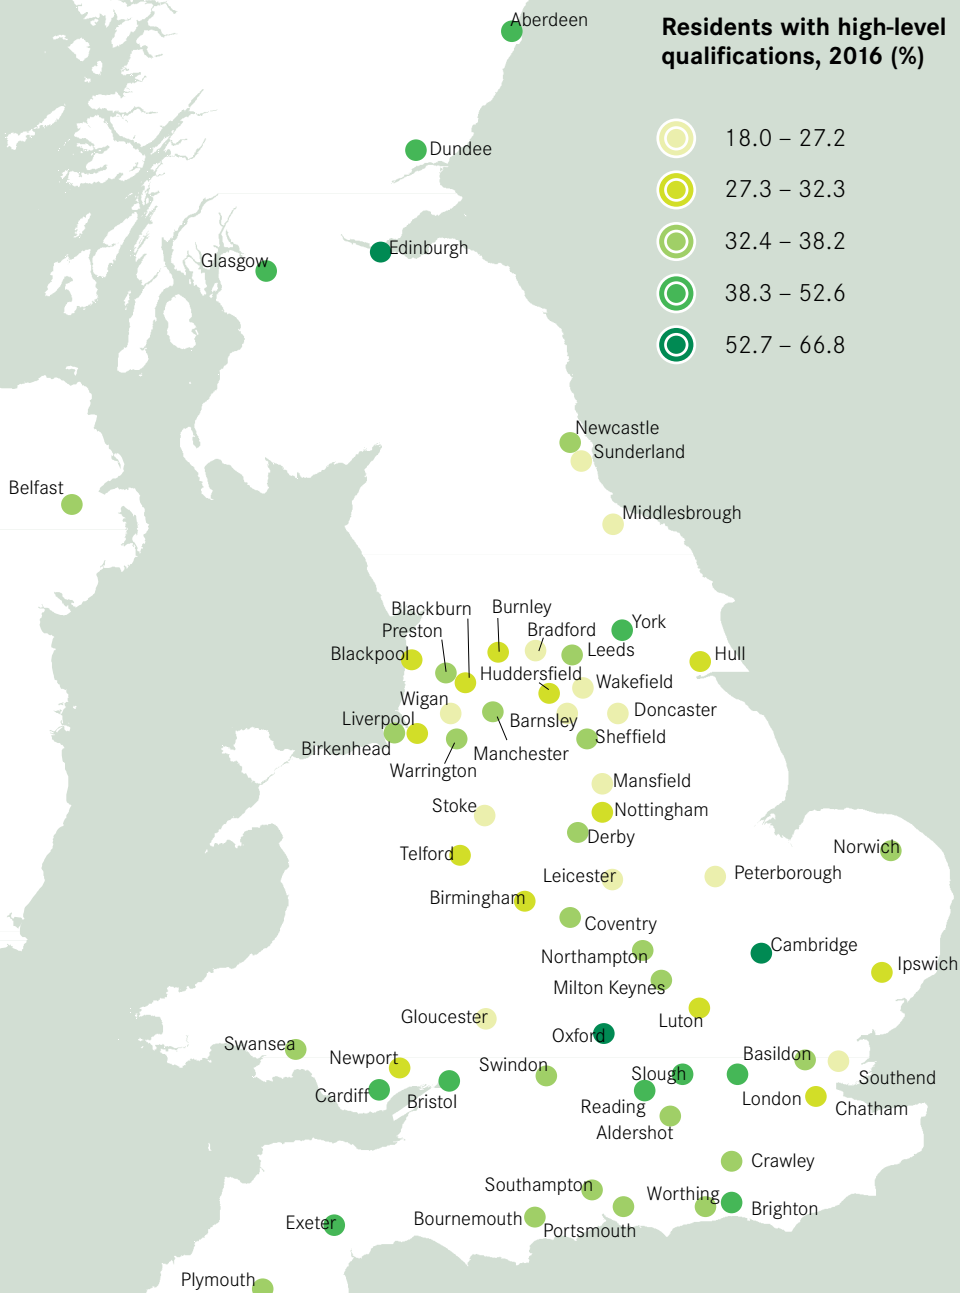 Aberdeen
Residents with high-level
qualifications, 2016 (%)
18.0 – 27.2
27.3 – 32.3
32.4 – 38.2
38.3 – 52.6
52.7 – 66.8
Dundee
Edinburgh
Glasgow
Newcastle
Sunderland
Belfast
Middlesbrough
Blackburn
Burnley
Preston
Bradford
York
Blackpool
Leeds
Hull
Huddersfield
Wakefield
Wigan
Doncaster
Liverpool
Barnsley
Birkenhead
Manchester
Sheffield
Warrington
Mansfield
Stoke
Nottingham
Derby
Norwich
Telford
Leicester
Peterborough
Birmingham
Coventry
Cambridge
Northampton
Ipswich
Milton Keynes
Gloucester
Luton
Oxford
Swansea
Newport
Swindon
Slough
Basildon
Southend
Cardiff
Bristol
Reading
London
Chatham
Aldershot
Crawley
Southampton
Worthing
Brighton
Exeter
Bournemouth
Portsmouth
Plymouth